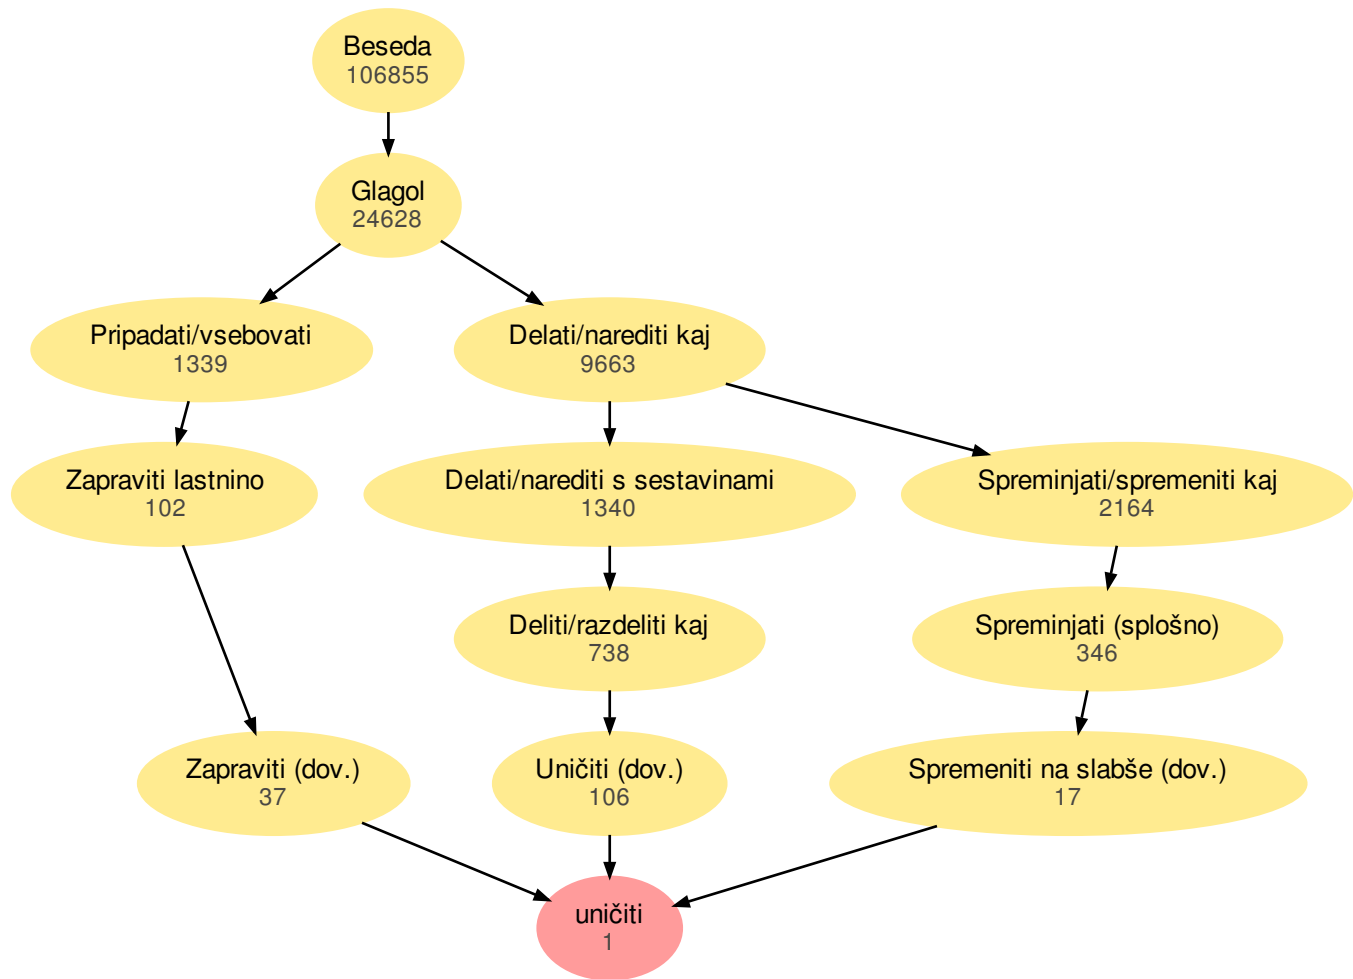 Beseda
106855
Glagol
24628
Pripadati/vsebovati
1339
Delati/narediti kaj
9663
Zapraviti lastnino
102
Delati/narediti s sestavinami
1340
Spreminjati/spremeniti kaj
2164
Deliti/razdeliti kaj
738
Spreminjati (splošno)
346
Zapraviti (dov.)
37
Uničiti (dov.)
106
Spremeniti na slabše (dov.)
17
uničiti
1